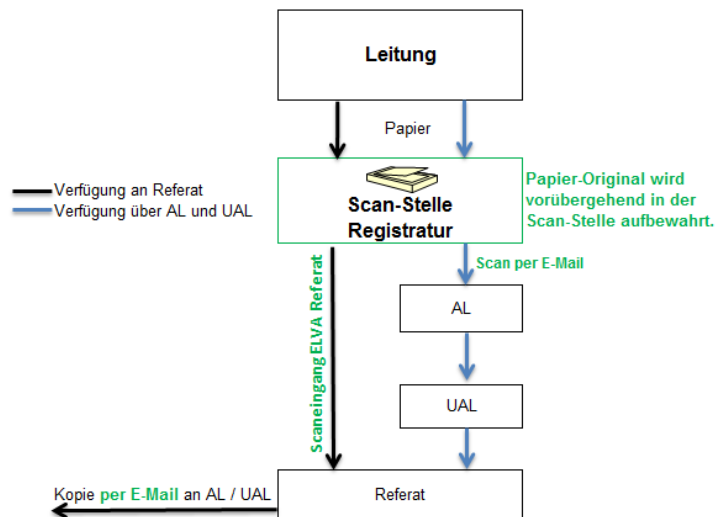 Leitung
Papier
Verfügung an Referat
Verfügung über AL und UAL
Scan-Stelle
Registratur
Papier-Original wird
vorübergehend in der
Scan-Stelle aufbewahrt.
Scan per E-Mail
Scaneingang ELVA Referat
AL
UAL
Kopie per E-Mail an AL / UAL
Referat